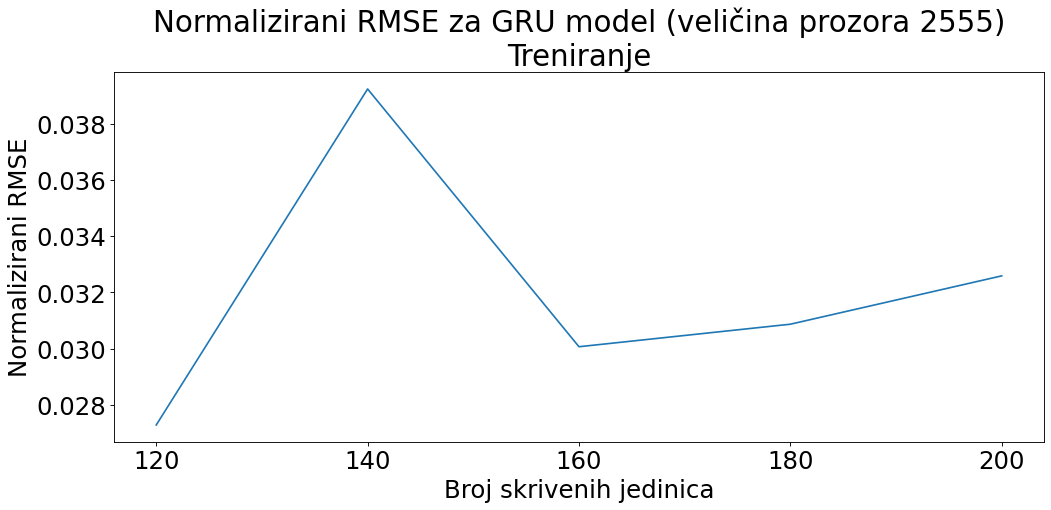 Normalizirani RMSE za GRU model (veličina prozora 2555)
Treniranje
Normalizirani RMSE
0.038
0.036
0.034
0.032
0.030
0.028
120 140 160 180 200
Broj skrivenih jedinica